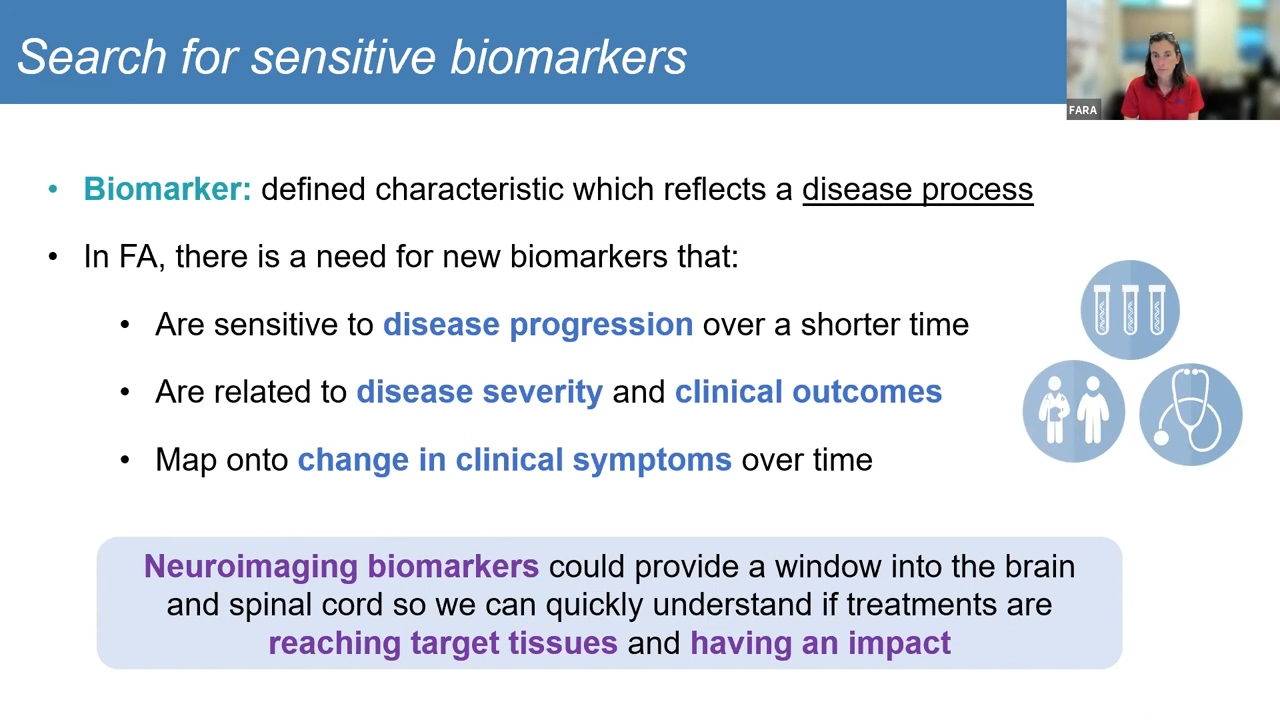 Search for sensitive biomarkers
FARA
• Biomarker: defined characteristic which reflects a disease process
• In FA, there is a need for new biomarkers that:
• Are sensitive to disease progression over a shorter time
• Are related to disease severity and clinical outcomes
• Map onto change in clinical symptoms over time
Neuroimaging biomarkers could provide a window into the brain
and spinal cord so we can quickly understand if treatments are
reaching target tissues and having an impact